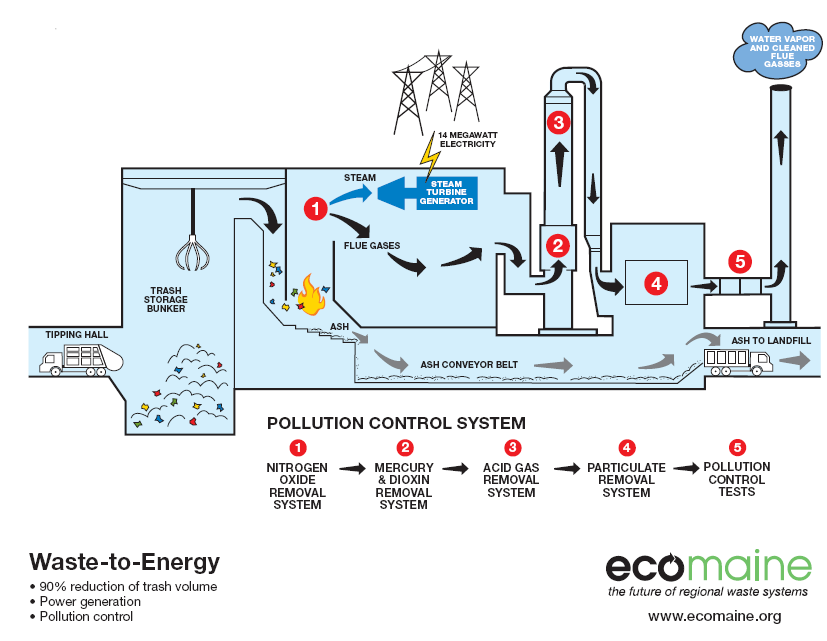 WATER VAPOR
AND CLEANED
FLUE
GASSES
3
14 MEGAWATT
ELECTRICITY
STEAM
STEAM
TURBINE
GENERATOR
1
FLUE GASES
2
5
4
TRASH
STORAGE
BUNKER
TIPPING HALL
ASH
ASH CONVEYOR BELT
ASH TO LANDFILL
POLLUTION CONTROL SYSTEM
1
NITROGEN
OXIDE
REMOVAL
SYSTEM
2
MERCURY
& DIOXIN
REMOVAL
SYSTEM
3
ACID GAS
REMOVAL
SYSTEM
4
PARTICULATE
REMOVAL
SYSTEM
5
POLLUTION
CONTROL
TESTS
Waste-to-Energy
• 90% reduction of trash volume
• Power generation
• Pollution control
ecomaine
the future of regional waste systems
www.ecomaine.org